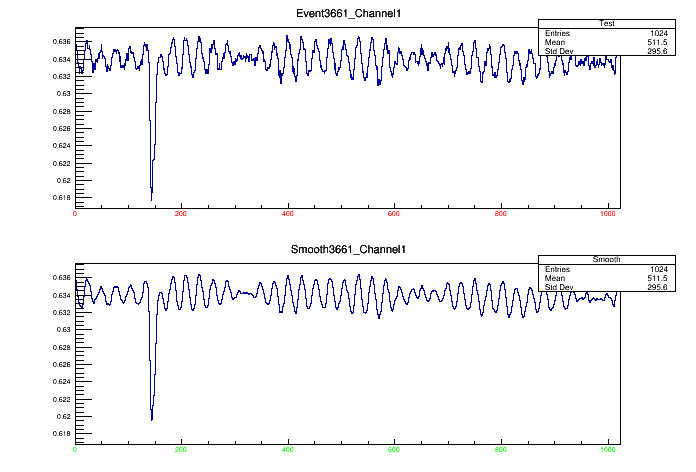 Event3661_Channel1
Test
Entries 1024
Mean 511.5
Std Dev 295.6
0.636
0.634
0.632
0.63
0.628
0.626
0.624
0.622
0.62
0.618
0 200 400 600 800 1000
Smooth3661_Channel1
Smooth
Entries 1024
Mean 511.5
Std Dev 295.6
0.636
0.634
0.632
0.63
0.628
0.626
0.624
0.622
0.62
0.618
0 200 400 600 800 1000